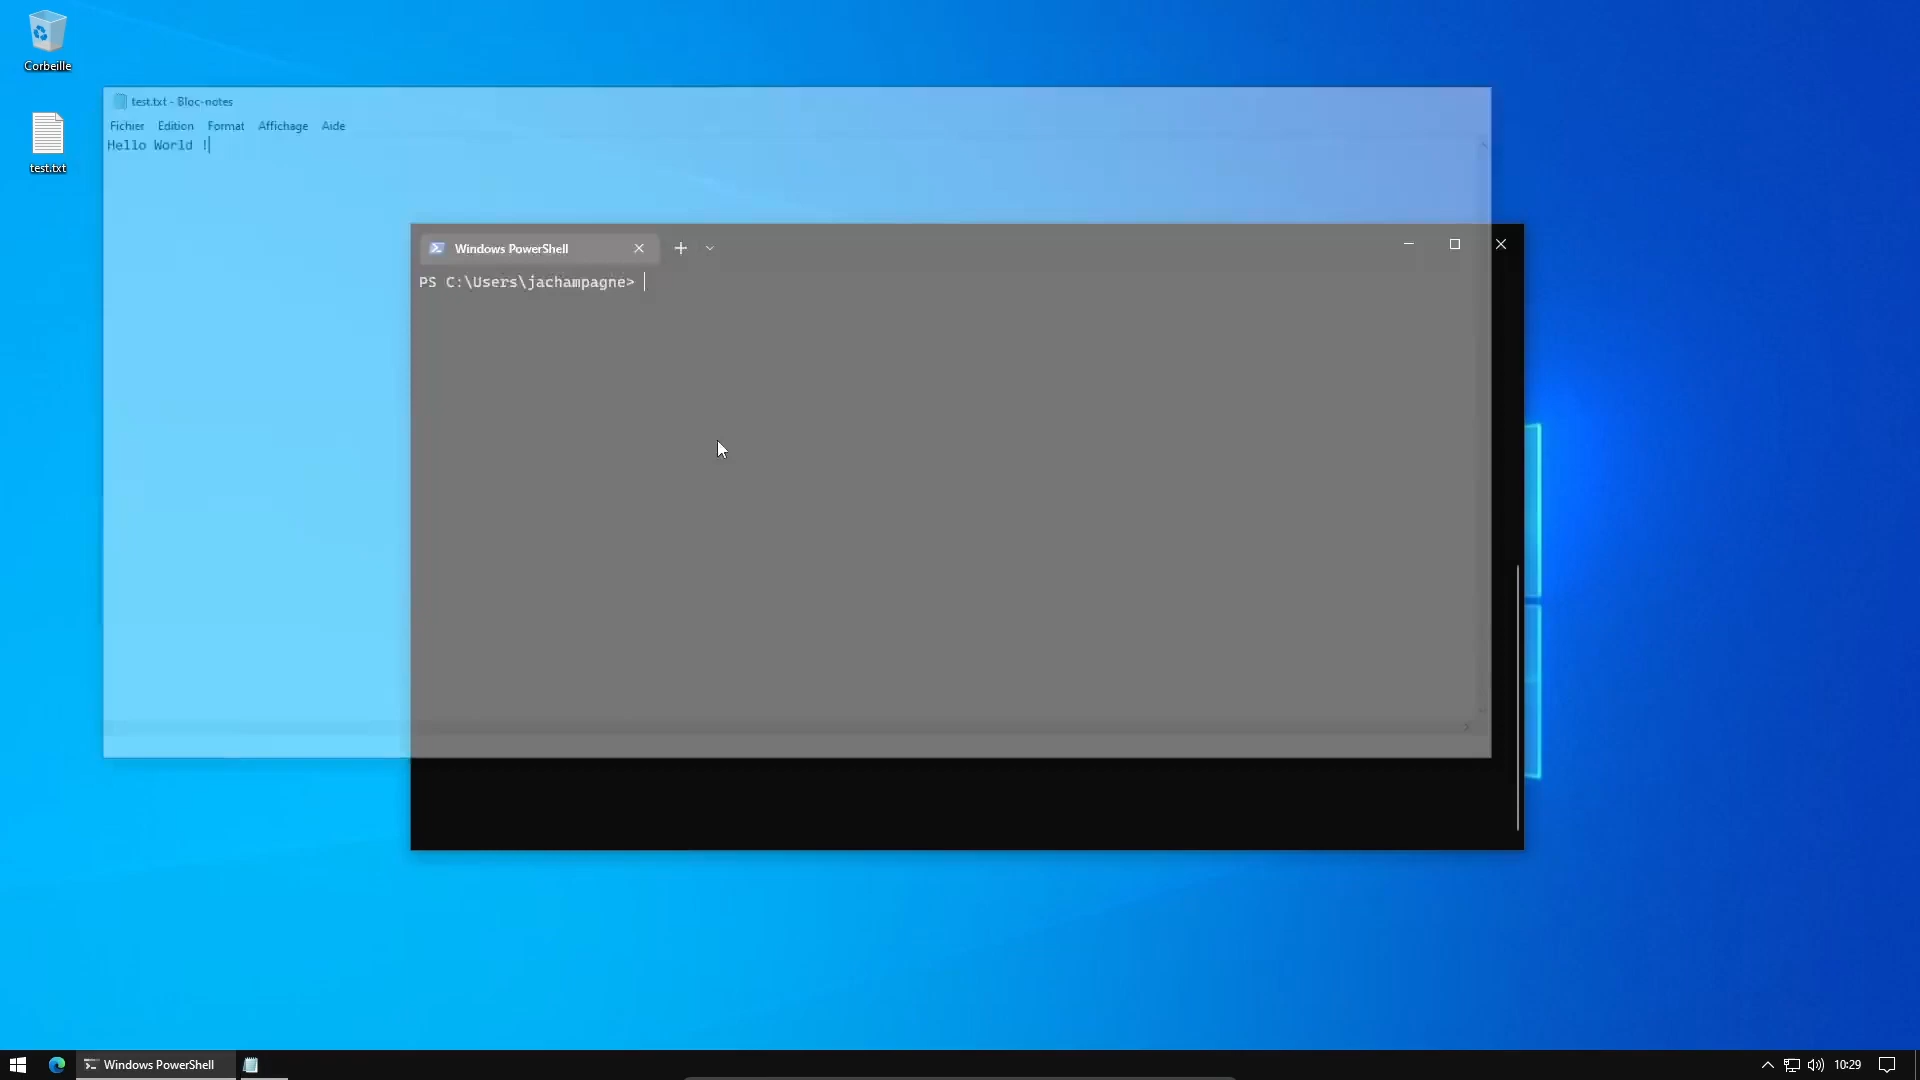 Corbeille
test.txt
test.txt - Bloc-notes
Fichier Edition Format Affichage Aide
Hello World !
Windows PowerShell
PS C:\Users\jachampagne>
Windows PowerShell
10:29